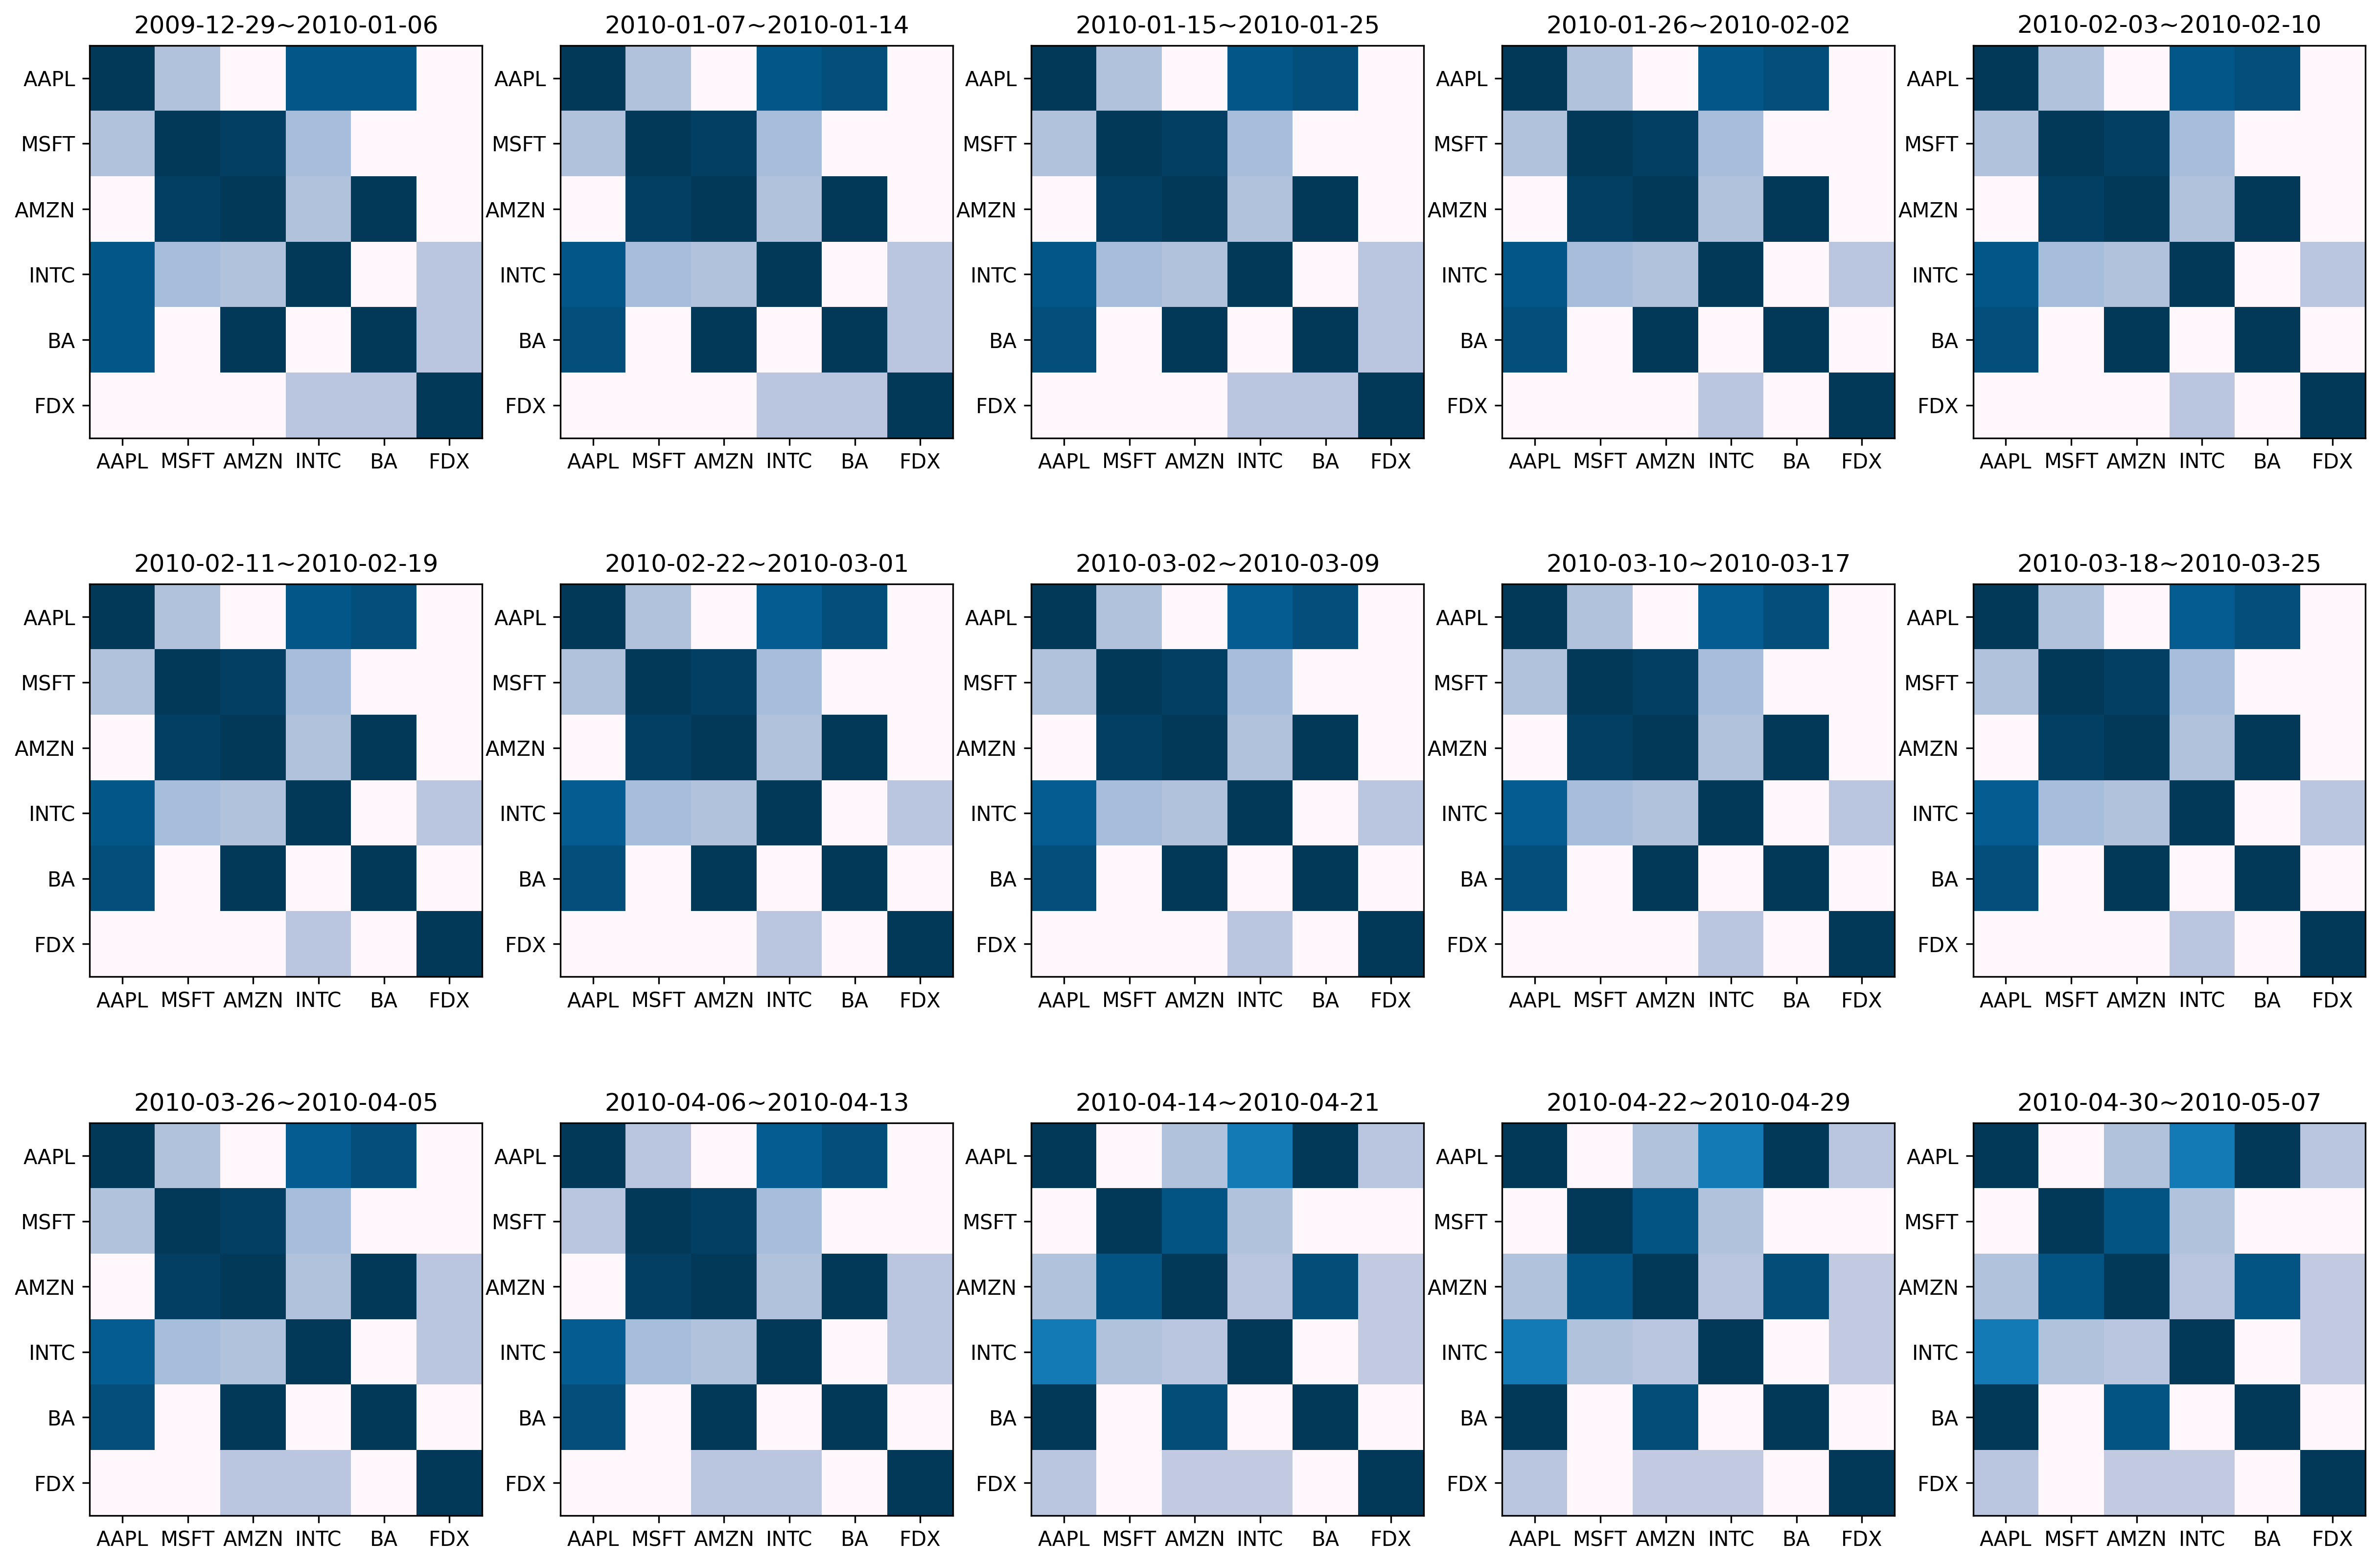 2009-12-29~2010-01-06 2010-01-07~2010-01-14 2010-01-15~2010-01-25 2010-01-26~2010-02-02 2010-02-03~2010-02-10
AAPL AAPL AAPL AAPL AAPL
MSFT MSFT MSFT MSFT MSFT
AMZN AMZN AMZN AMZN AMZN
INTC INTC INTC INTC INTC
BA BA BA BA BA
FDX FDX FDX FDX FDX
AAPL MSFT AMZN INTC BA FDX AAPL MSFT AMZN INTC BA FDX AAPL MSFT AMZN INTC BA FDX AAPL MSFT AMZN INTC BA FDX AAPL MSFT AMZN INTC BA FDX
2010-02-11~2010-02-19 2010-02-22~2010-03-01 2010-03-02~2010-03-09 2010-03-10~2010-03-17 2010-03-18~2010-03-25
AAPL AAPL AAPL AAPL AAPL
MSFT MSFT MSFT MSFT MSFT
AMZN AMZN AMZN AMZN AMZN
INTC INTC INTC INTC INTC
BA BA BA BA BA
FDX FDX FDX FDX FDX
AAPL MSFT AMZN INTC BA FDX AAPL MSFT AMZN INTC BA FDX AAPL MSFT AMZN INTC BA FDX AAPL MSFT AMZN INTC BA FDX AAPL MSFT AMZN INTC BA FDX
2010-03-26~2010-04-05 2010-04-06~2010-04-13 2010-04-14~2010-04-21 2010-04-22~2010-04-29 2010-04-30~2010-05-07
AAPL AAPL AAPL AAPL AAPL
MSFT MSFT MSFT MSFT MSFT
AMZN AMZN AMZN AMZN AMZN
INTC INTC INTC INTC INTC
BA BA BA BA BA
FDX FDX FDX FDX FDX
AAPL MSFT AMZN INTC BA FDX AAPL MSFT AMZN INTC BA FDX AAPL MSFT AMZN INTC BA FDX AAPL MSFT AMZN INTC BA FDX AAPL MSFT AMZN INTC BA FDX